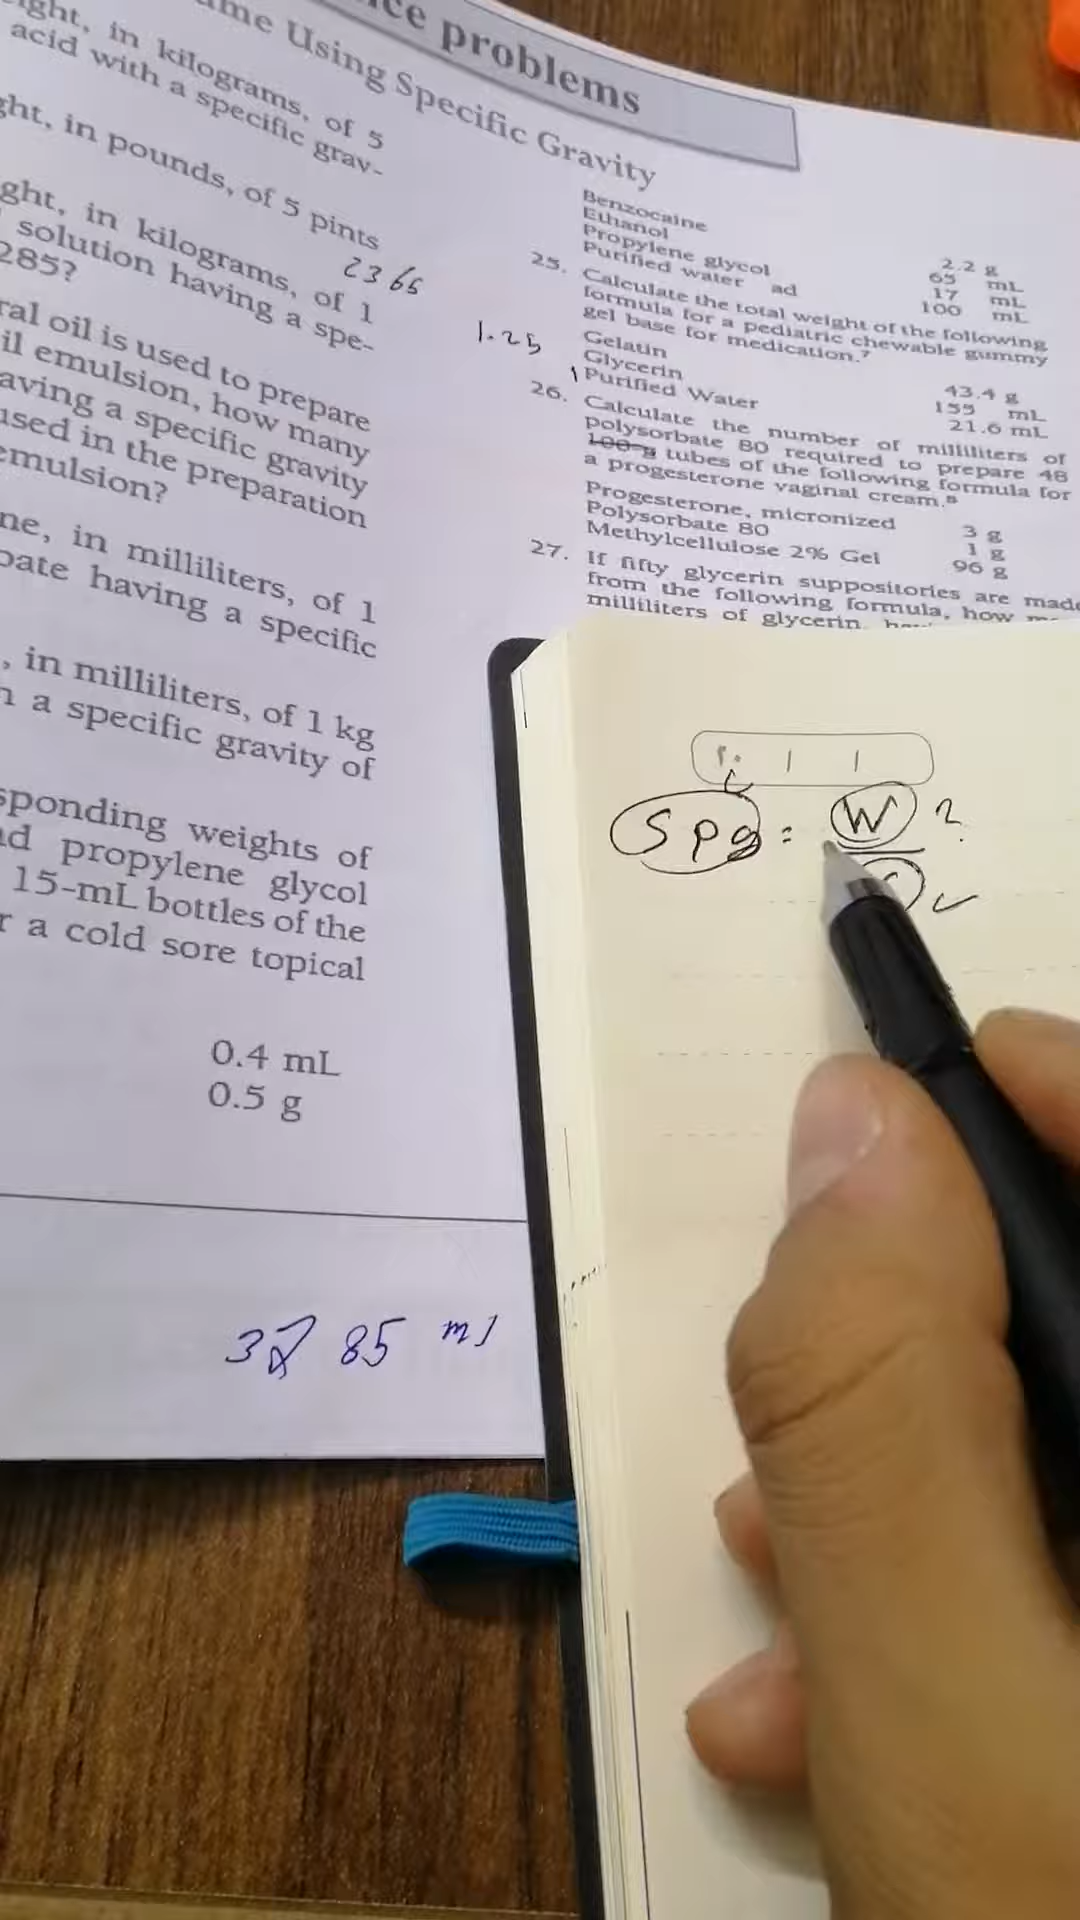 ce problems
me Using Specific Gravity
ght, in kilograms, of 5
acid with a specific grav-
ght, in pounds, of 5 pints
2365
ght, in kilograms, of 1
solution having a spe-
285?
ral oil is used to prepare
il emulsion, how many
aving a specific gravity
used in the preparation
emulsion?
ne, in milliliters, of 1
bate having a specific
, in milliliters, of 1 kg
a specific gravity of
sponding weights of
nd propylene glycol
15-mL bottles of the
r a cold sore topical
0.4 mL
0.5 g
85 ml
Benzocaine 2.2 g
Ethanol 65 mL
Propylene glycol 17 mL
Purified water ad 100 mL
25. Calculate the total weight of the following
formula for a pediatric chewable gummy
gel base for medication.7
1.25
Gelatin 43.4 g
Glycerin 155 mL
Purified Water 21.6 mL
26. Calculate the number of milliliters of
polysorbate 80 required to prepare 48
100-g tubes of the following formula for
a progesterone vaginal cream.8
Progesterone, micronized 3 g
Polysorbate 80 1 g
Methylcellulose 2% Gel 96 g
27. If fifty glycerin suppositories are made
from the following formula, how
milliliters of glycerin,
Spg = W ?